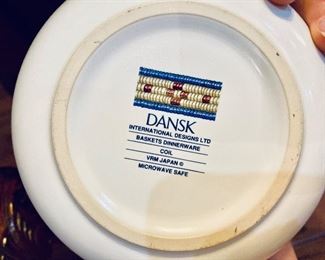 DANSK
INTERNATIONAL DESIGNS LTD
BASKETS DINNERWARE
COIL
VRM JAPAN ©
MICROWAVE SAFE